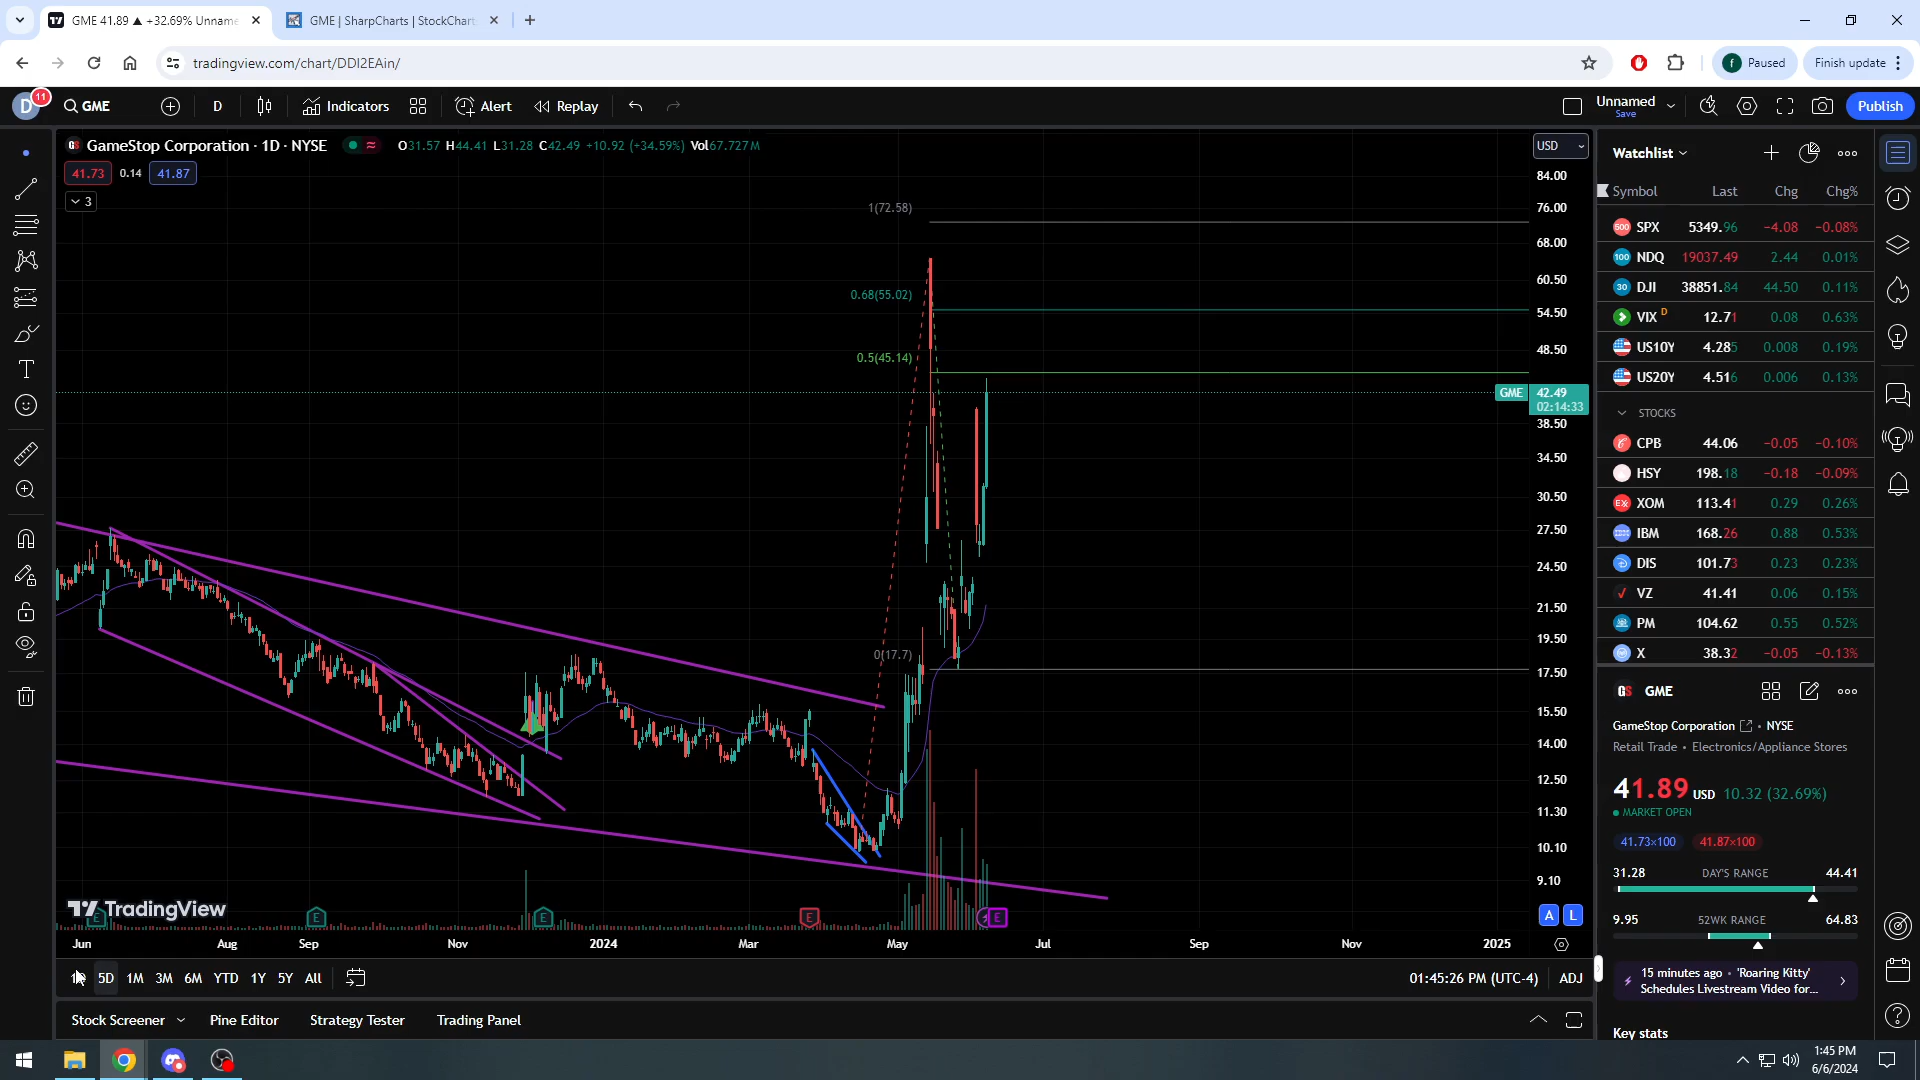 GME 41.89 ▲ +32.69% Unname
GME | SharpCharts | StockChart
tradingview.com/chart/DDI2EAin/
f Paused
Finish update
D 11
GME
D
Indicators
Alert
Replay
Unnamed
Save
Publish
GameStop Corporation · 1D · NYSE
O31.57 H44.41 L31.28 C42.49 +10.92 (+34.59%) Vol67.727M
41.73 0.14 41.87
3
USD
84.00
76.00
68.00
60.50
54.50
48.50
GME 42.49
02:14:33
38.50
34.50
30.50
27.50
24.50
21.50
19.50
17.50
15.50
14.00
12.50
11.30
10.10
9.10
1(72.58)
0.68(55.02)
0.5(45.14)
0(17.7)
TradingView
E E E E E
A L
Jun Aug Sep Nov 2024 Mar May Jul Sep Nov 2025
5D 1M 3M 6M YTD 1Y 5Y All
01:45:26 PM (UTC-4) ADJ
Stock Screener Pine Editor Strategy Tester Trading Panel
Watchlist
Symbol Last Chg Chg%
500 SPX 5349.96 −4.08 −0.08%
100 NDQ 19037.49 2.44 0.01%
30 DJI 38851.84 44.50 0.11%
VIX D 12.71 0.08 0.63%
US10Y 4.285 0.008 0.19%
US20Y 4.516 0.006 0.13%
STOCKS
CPB 44.06 −0.05 −0.10%
HSY 198.18 −0.18 −0.09%
XOM 113.41 0.29 0.26%
IBM 168.26 0.88 0.53%
DIS 101.73 0.23 0.23%
VZ 41.41 0.06 0.15%
PM 104.62 0.55 0.52%
X 38.32 −0.05 −0.13%
GS GME
GameStop Corporation • NYSE
Retail Trade • Electronics/Appliance Stores
41.89 USD 10.32 (32.69%)
MARKET OPEN
41.73×100 41.87×100
31.28 DAY'S RANGE 44.41
9.95 52WK RANGE 64.83
15 minutes ago • 'Roaring Kitty'
Schedules Livestream Video for...
Key stats
1:45 PM
6/6/2024